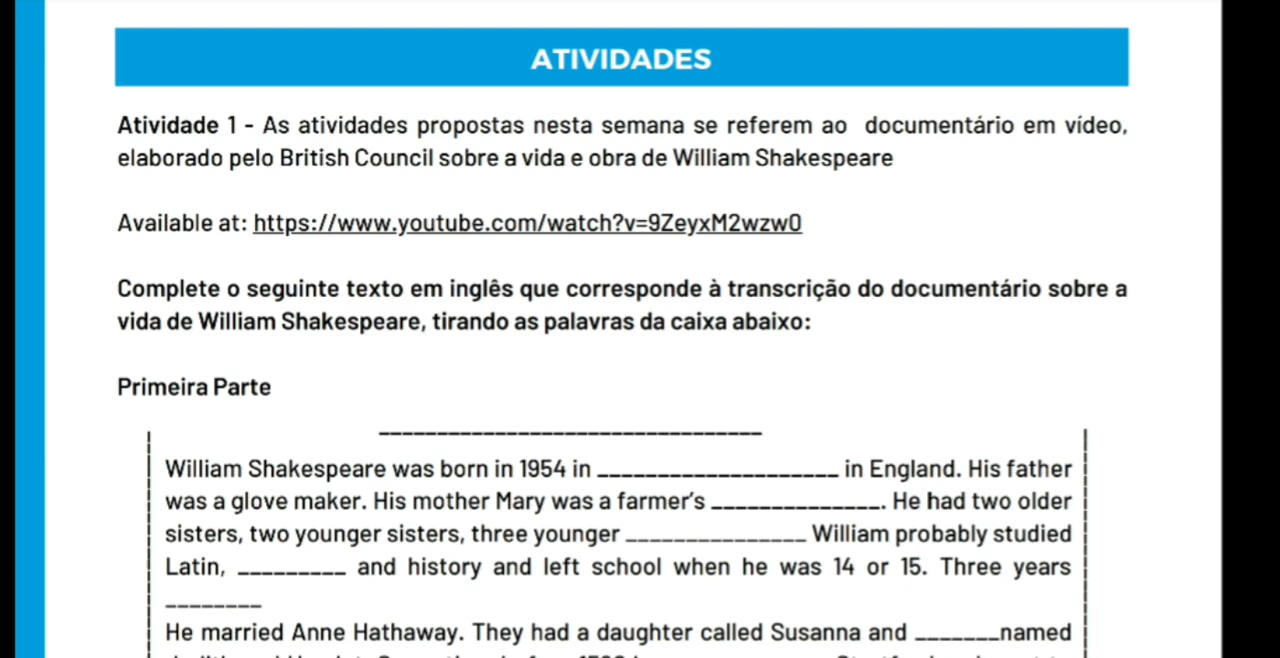 ATIVIDADES
Atividade 1 - As atividades propostas nesta semana se referem ao documentário em vídeo,
elaborado pelo British Council sobre a vida e obra de William Shakespeare
Available at: https://www.youtube.com/watch?v=9ZeyxM2wzw0
Complete o seguinte texto em inglês que corresponde à transcrição do documentário sobre a
vida de William Shakespeare, tirando as palavras da caixa abaixo:
Primeira Parte
________________________________
William Shakespeare was born in 1954 in ____________________ in England. His father
was a glove maker. His mother Mary was a farmer’s ______________. He had two older
sisters, two younger sisters, three younger _______________ William probably studied
Latin, _________ and history and left school when he was 14 or 15. Three years
________
He married Anne Hathaway. They had a daughter called Susanna and _______named